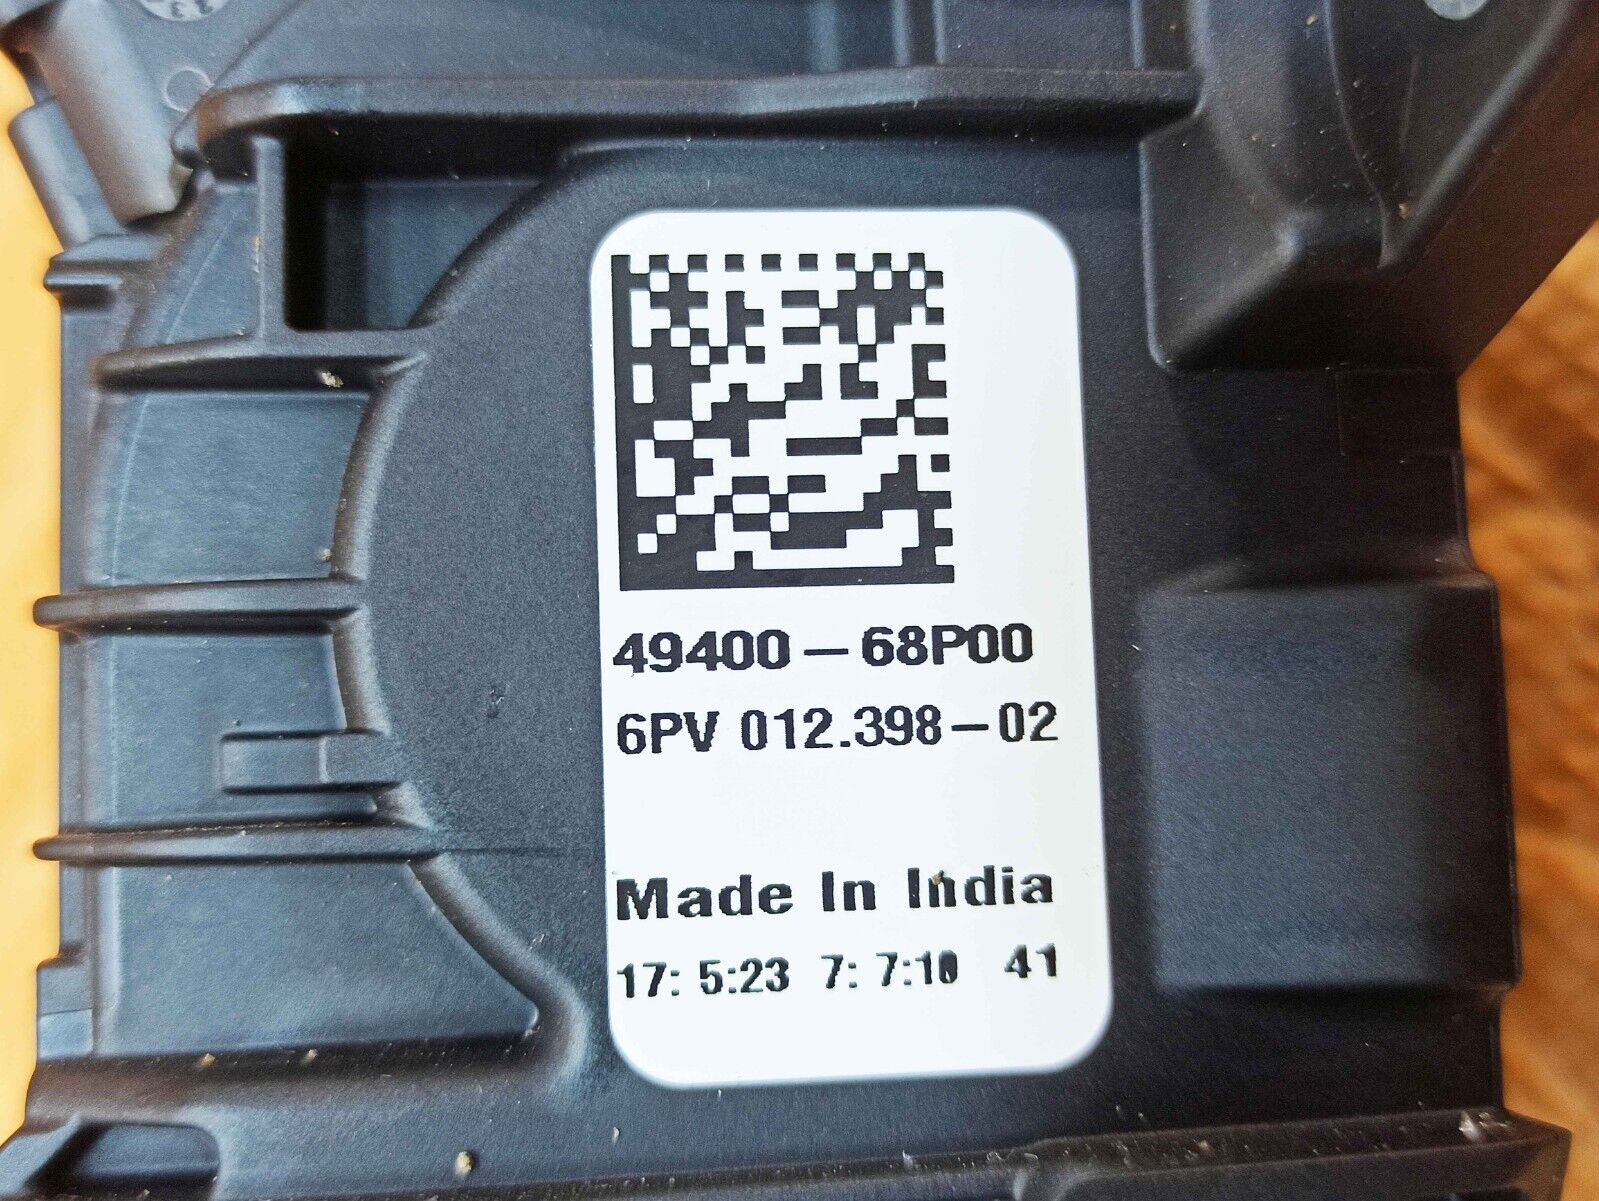 49400-68P00
6PV 012.398-02
Made In India
17: 5:23 7: 7:10 41